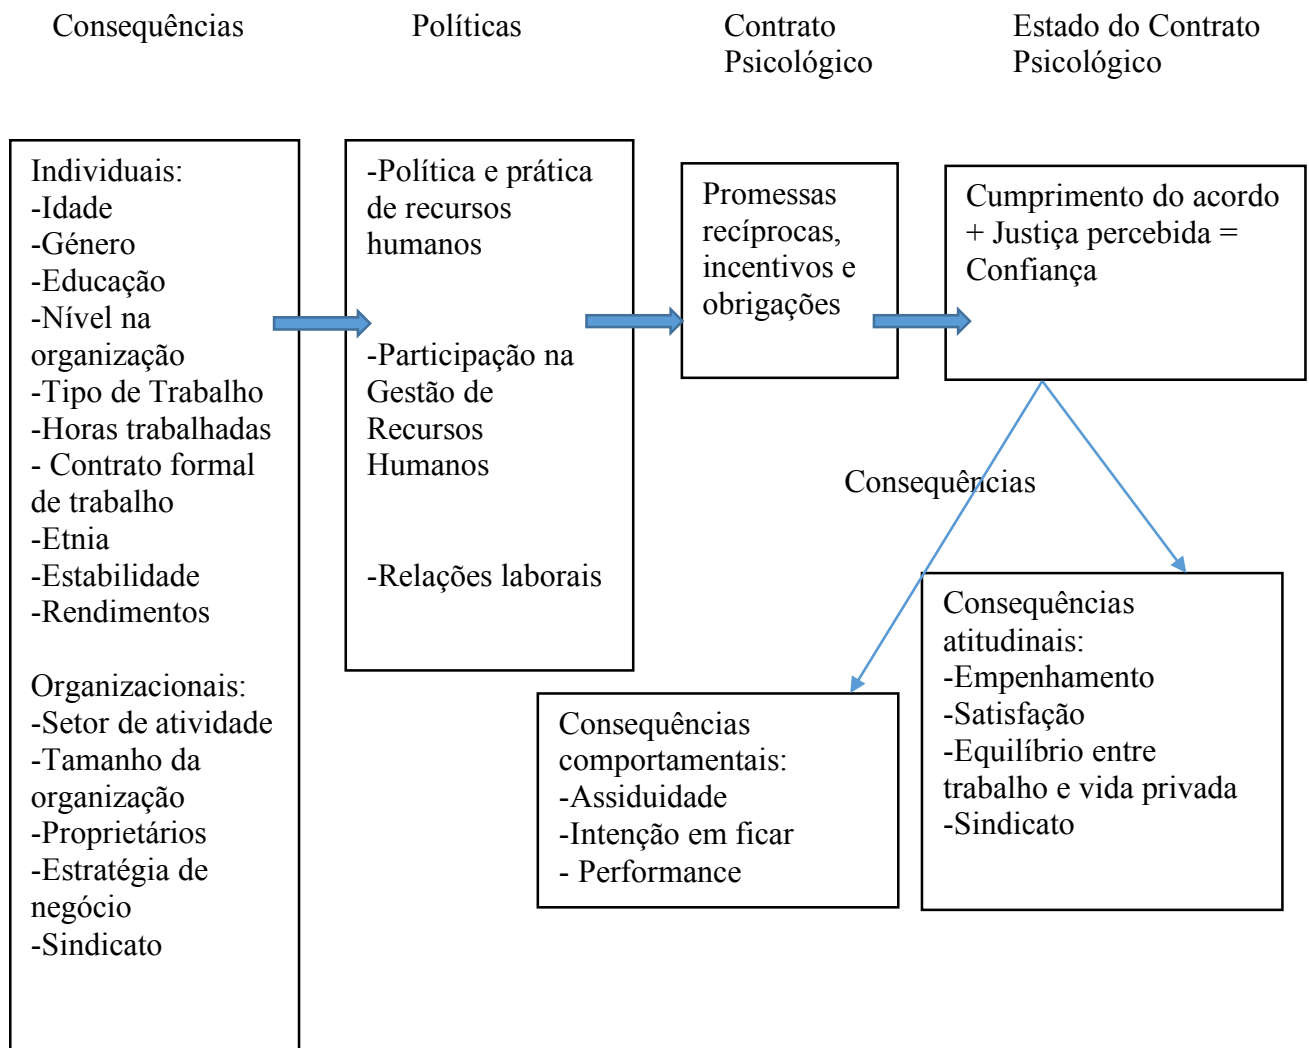 Consequências
Políticas
Contrato
Psicológico
Estado do Contrato
Psicológico
Individuais:
-Idade
-Género
-Educação
-Nível na
organização
-Tipo de Trabalho
-Horas trabalhadas
- Contrato formal
de trabalho
-Etnia
-Estabilidade
-Rendimentos
Organizacionais:
-Setor de atividade
-Tamanho da
organização
-Proprietários
-Estratégia de
negócio
-Sindicato
-Política e prática
de recursos
humanos
-Participação na
Gestão de
Recursos
Humanos
-Relações laborais
Promessas
recíprocas,
incentivos e
obrigações
Cumprimento do acordo
+ Justiça percebida =
Confiança
Consequências
Consequências
comportamentais:
-Assiduidade
-Intenção em ficar
- Performance
Consequências
atitudinais:
-Empenhamento
-Satisfação
-Equilíbrio entre
trabalho e vida privada
-Sindicato